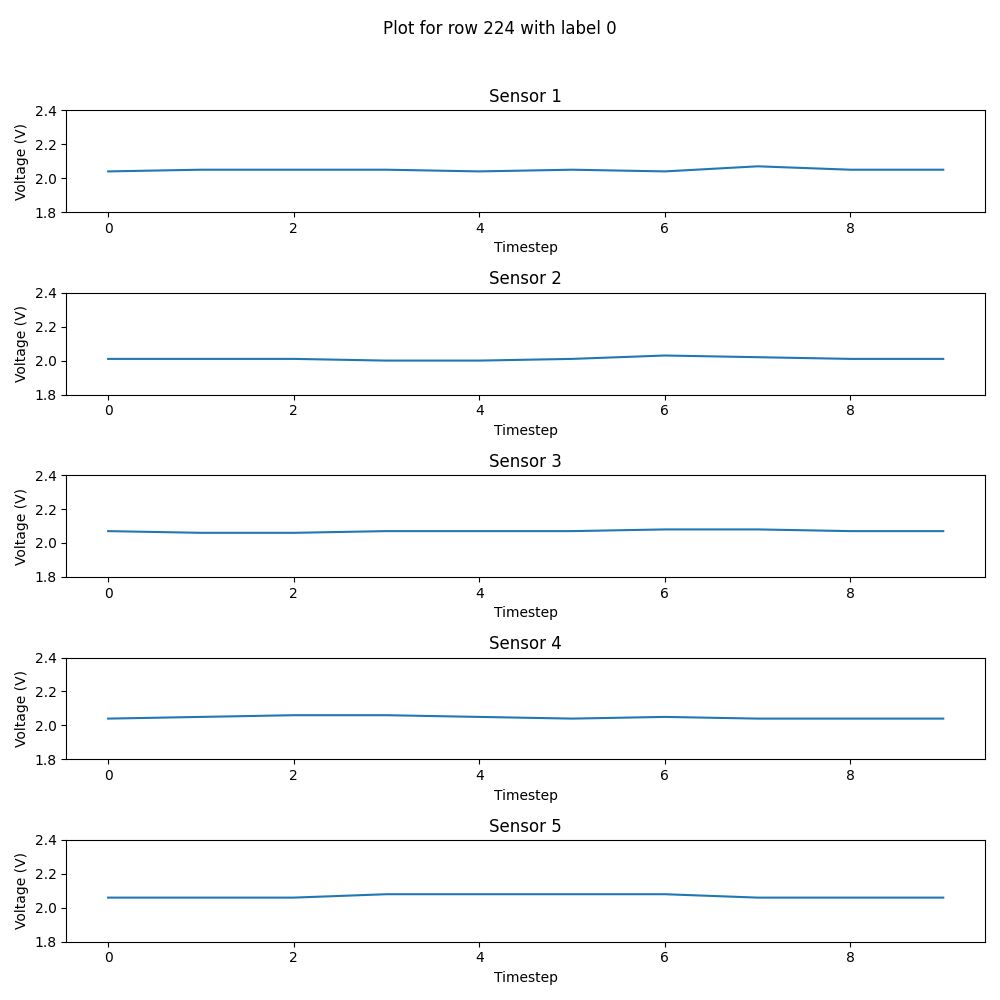 Plot for row 224 with label 0
Sensor 1
2.4
2.2
2.0
1.8
Voltage (V)
0 2 4 6 8
Timestep
Sensor 2
2.4
2.2
2.0
1.8
Voltage (V)
0 2 4 6 8
Timestep
Sensor 3
2.4
2.2
2.0
1.8
Voltage (V)
0 2 4 6 8
Timestep
Sensor 4
2.4
2.2
2.0
1.8
Voltage (V)
0 2 4 6 8
Timestep
Sensor 5
2.4
2.2
2.0
1.8
Voltage (V)
0 2 4 6 8
Timestep